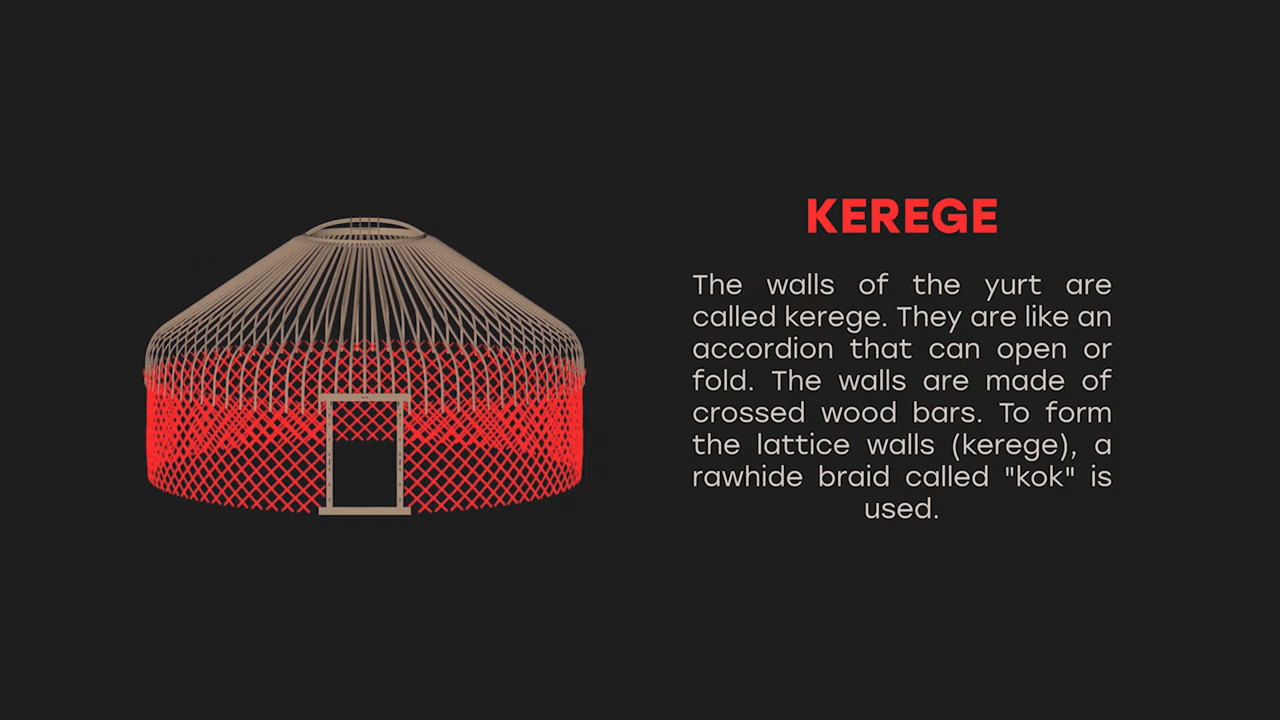 KEREGE
The walls of the yurt are
called kerege. They are like an
accordion that can open or
fold. The walls are made of
crossed wood bars. To form
the lattice walls (kerege), a
rawhide braid called "kok" is
used.